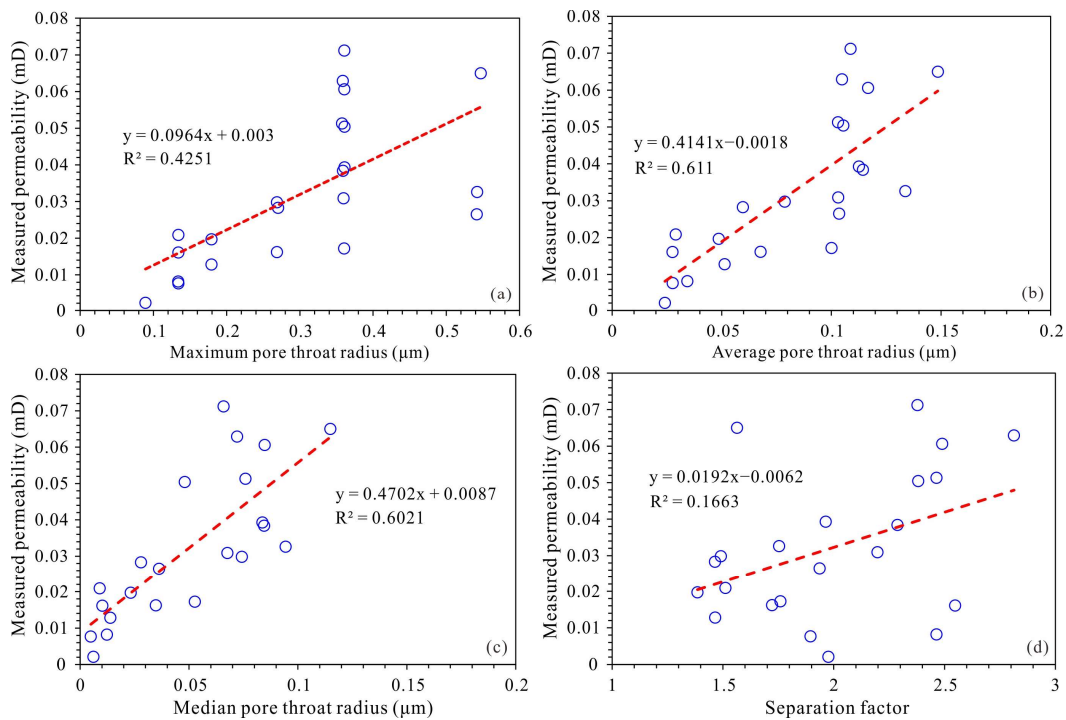 0.08
0.07
0.06
0.05
0.04
0.03
0.02
0.01
0
Measured permeability (mD)
y = 0.0964x + 0.003
R² = 0.4251
(a)
0 0.1 0.2 0.3 0.4 0.5 0.6
Maximum pore throat radius (μm)
0.08
0.07
0.06
0.05
0.04
0.03
0.02
0.01
0
Measured permeability (mD)
y = 0.4141x−0.0018
R² = 0.611
(b)
0 0.05 0.1 0.15 0.2
Average pore throat radius (μm)
0.08
0.07
0.06
0.05
0.04
0.03
0.02
0.01
0
Measured permeability (mD)
y = 0.4702x + 0.0087
R² = 0.6021
(c)
0 0.05 0.1 0.15 0.2
Median pore throat radius (μm)
0.08
0.07
0.06
0.05
0.04
0.03
0.02
0.01
0
Measured permeability (mD)
y = 0.0192x−0.0062
R² = 0.1663
(d)
1 1.5 2 2.5 3
Separation factor